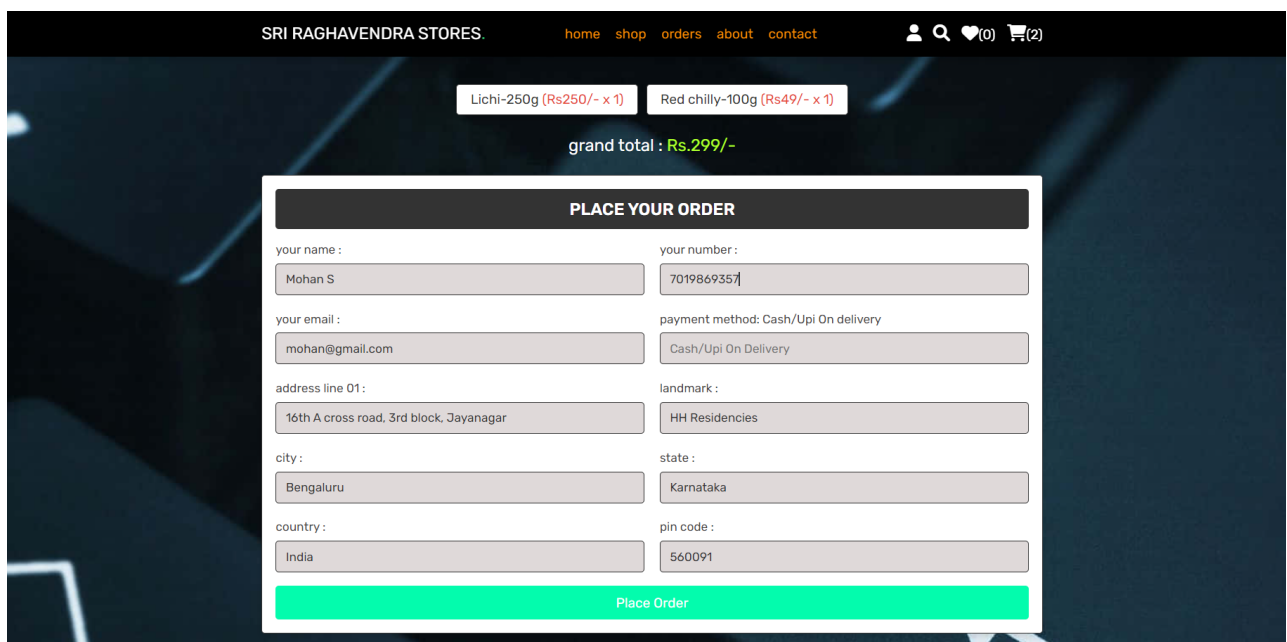 SRI RAGHAVENDRA STORES. home shop orders about contact (0) (2)
Lichi-250g (Rs250/- x 1) Red chilly-100g (Rs49/- x 1)
grand total : Rs.299/-
PLACE YOUR ORDER
your name : your number :
Mohan S 7019869357
your email : payment method: Cash/Upi On delivery
mohan@gmail.com Cash/Upi On Delivery
address line 01 : landmark :
16th A cross road, 3rd block, Jayanagar HH Residencies
city : state :
Bengaluru Karnataka
country : pin code :
India 560091
Place Order